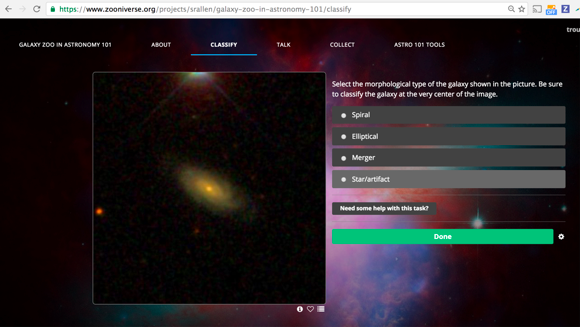 https://www.zooniverse.org/projects/srallen/galaxy-zoo-in-astronomy-101/classify
OFF
Z
trou
GALAXY ZOO IN ASTRONOMY 101 ABOUT CLASSIFY TALK COLLECT ASTRO 101 TOOLS
Select the morphological type of the galaxy shown in the picture. Be sure
to classify the galaxy at the very center of the image.
Spiral
Elliptical
Merger
Star/artifact
Need some help with this task?
Done